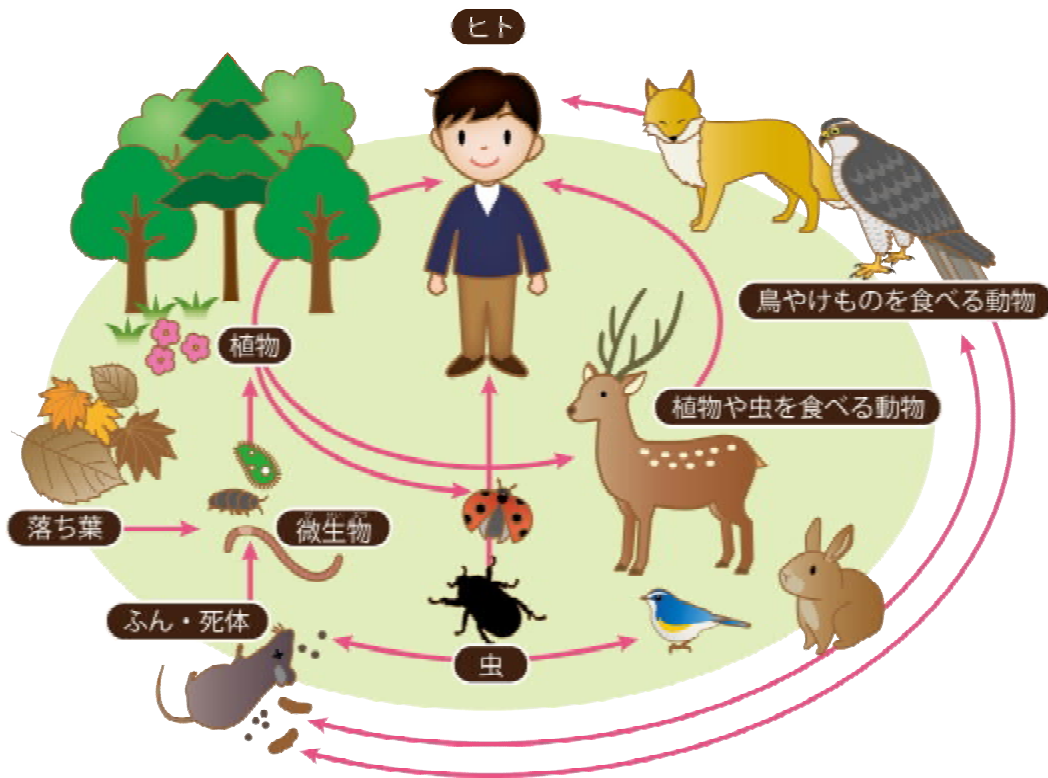 ヒト
鳥やけものを食べる動物
植物
植物や虫を食べる動物
落ち葉
微生物
ふん・死体
虫